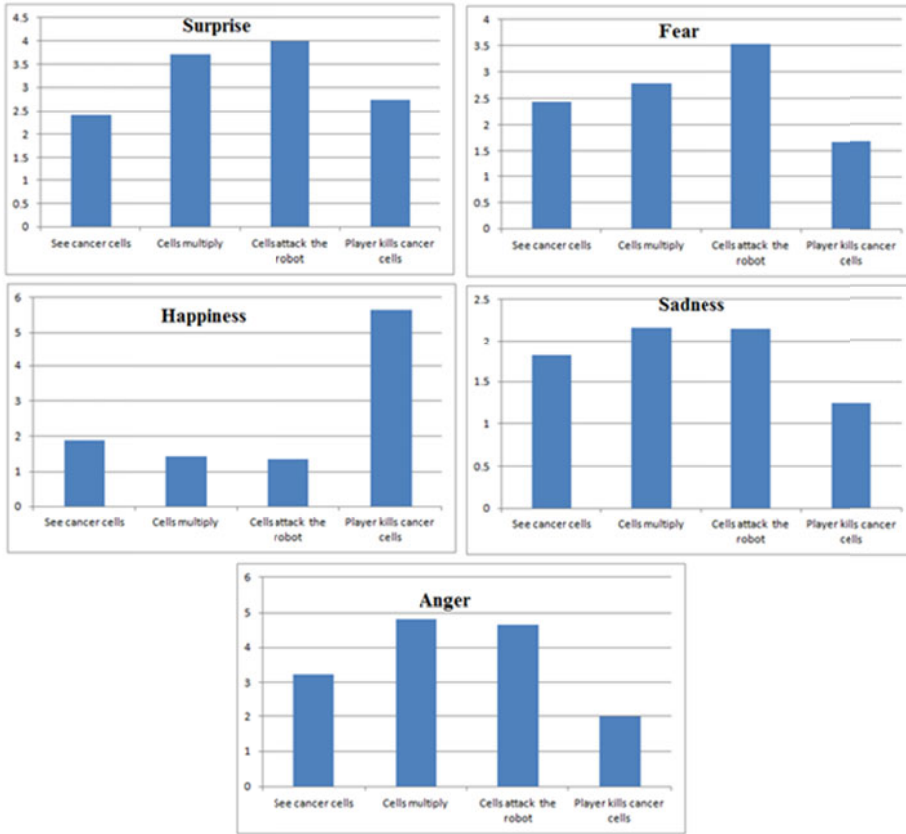 Surprise
4.5
4
3.5
3
2.5
2
1.5
1
0.5
0
See cancer cells
Cells multiply
Cells attack the
robot
Player kills cancer
cells
Fear
4
3.5
3
2.5
2
1.5
1
0.5
0
See cancer cells
Cells multiply
Cells attack the
robot
Player kills cancer
cells
Happiness
6
5
4
3
2
1
0
See cancer cells
Cells multiply
Cells attack the
robot
Player kills cancer
cells
Sadness
2.5
2
1.5
1
0.5
0
See cancer cells
Cells multiply
Cells attack the
robot
Player kills cancer
cells
Anger
6
5
4
3
2
1
0
See cancer cells
Cells multiply
Cells attack the
robot
Player kills cancer
cells